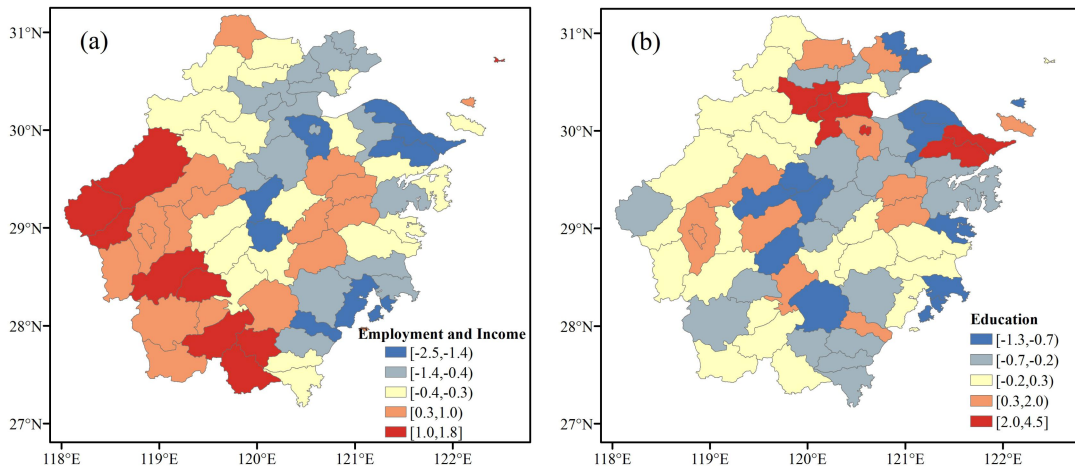 (a)
31°N
30°N
29°N
28°N
27°N
118°E
119°E
120°E
121°E
122°E
Employment and Income
[-2.5,-1.4)
[-1.4,-0.4)
[-0.4,-0.3)
[0.3,1.0)
[1.0,1.8]
(b)
31°N
30°N
29°N
28°N
27°N
118°E
119°E
120°E
121°E
122°E
Education
[-1.3,-0.7)
[-0.7,-0.2)
[-0.2,0.3)
[0.3,2.0)
[2.0,4.5]